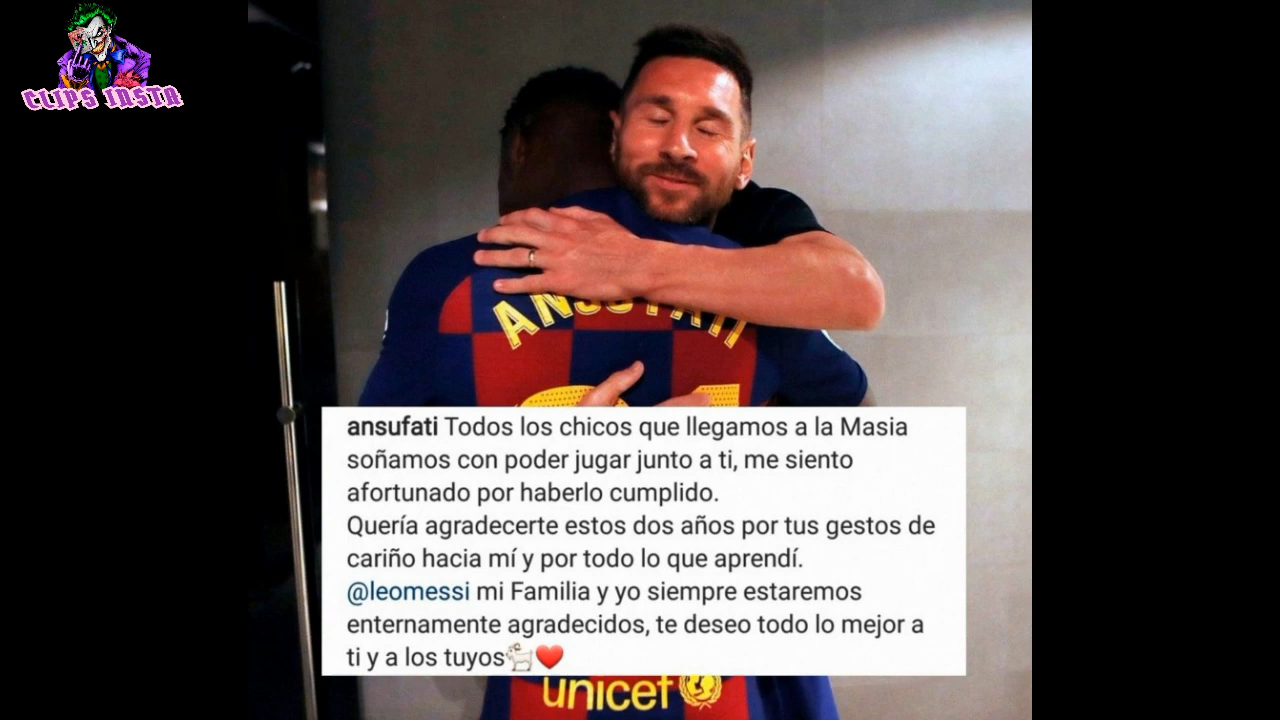 CLIPS INSTA
ANSU FATI
ansufati Todos los chicos que llegamos a la Masia
soñamos con poder jugar junto a ti, me siento
afortunado por haberlo cumplido.
Quería agradecerte estos dos años por tus gestos de
cariño hacia mí y por todo lo que aprendí.
@leomessi mi Familia y yo siempre estaremos
enternamente agradecidos, te deseo todo lo mejor a
ti y a los tuyos🐏❤️
unicef